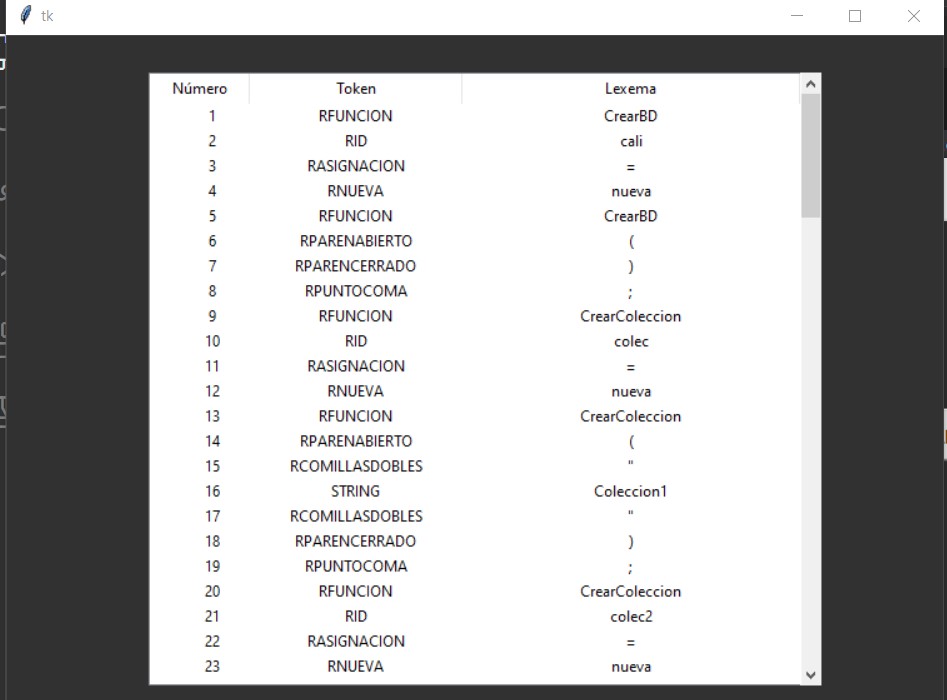 tk
Número Token Lexema
1 RFUNCION CrearBD
2 RID cali
3 RASIGNACION =
4 RNUEVA nueva
5 RFUNCION CrearBD
6 RPARENABIERTO (
7 RPARENCERRADO )
8 RPUNTOCOMA ;
9 RFUNCION CrearColeccion
10 RID colec
11 RASIGNACION =
12 RNUEVA nueva
13 RFUNCION CrearColeccion
14 RPARENABIERTO (
15 RCOMILLASDOBLES "
16 STRING Coleccion1
17 RCOMILLASDOBLES "
18 RPARENCERRADO )
19 RPUNTOCOMA ;
20 RFUNCION CrearColeccion
21 RID colec2
22 RASIGNACION =
23 RNUEVA nueva